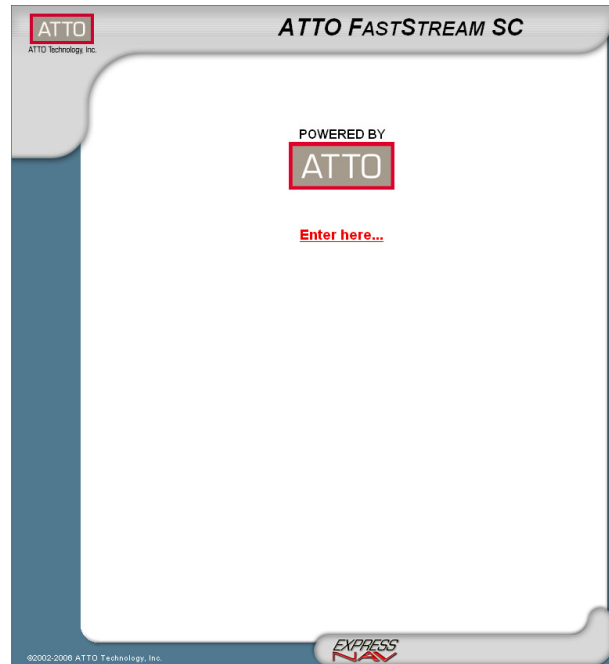 ATTO
ATTO Technology, Inc.
ATTO FASTSTREAM SC
POWERED BY
ATTO
Enter here...
©2002-2006 ATTO Technology, Inc.
EXPRESS
NAV